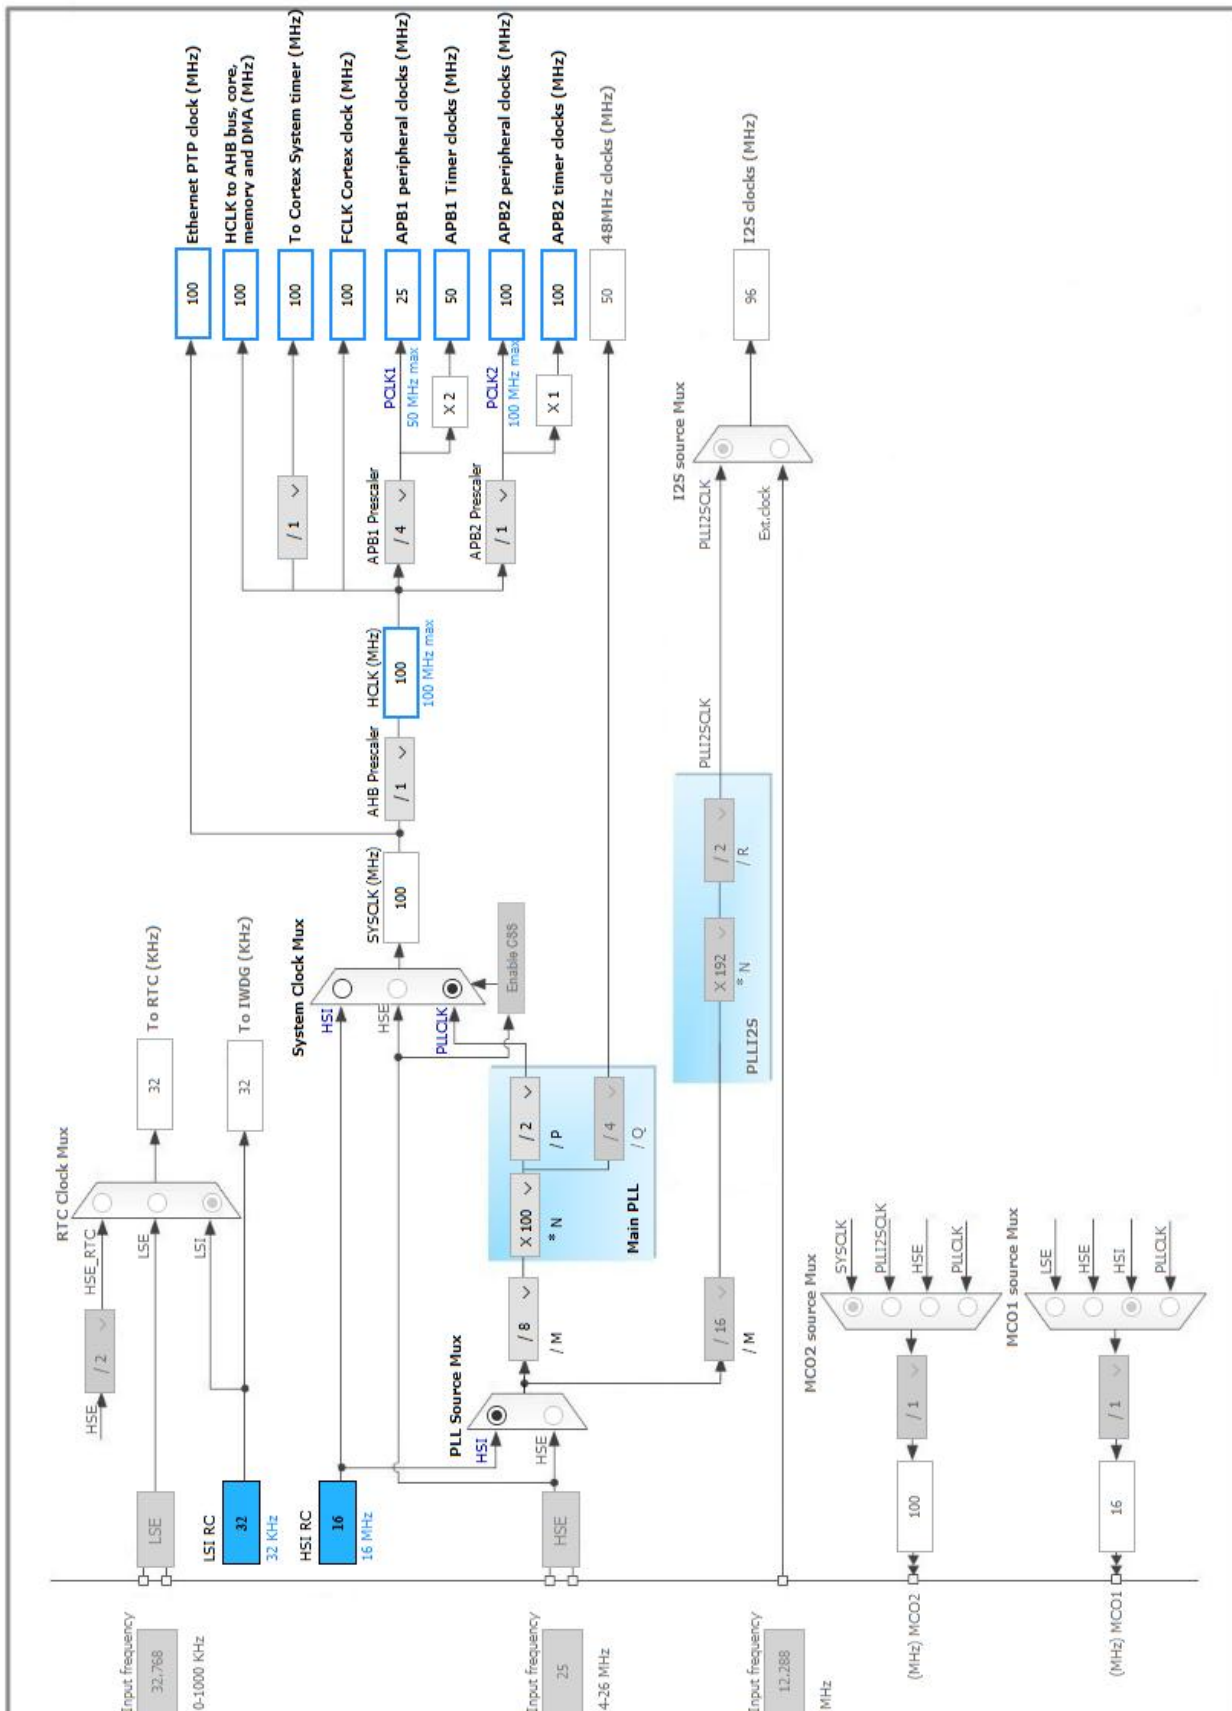 Input frequency
32.768
0-1000 KHz
LSE
HSE
/ 2
HSE_RTC
LSE
LSI
RTC Clock Mux
32
To RTC (KHz)
LSI RC
32
32 KHz
32
To IWDG (KHz)
HSI RC
16
16 MHz
System Clock Mux
HSI
HSE
PLLCLK
Enable CSS
SYSCLK (MHz)
100
AHB Prescaler
/ 1
HCLK (MHz)
100
100 MHz max
100
Ethernet PTP clock (MHz)
100
HCLK to AHB bus, core,
memory and DMA (MHz)
/ 1
100
To Cortex System timer (MHz)
100
FCLK Cortex clock (MHz)
APB1 Prescaler
/ 4
PCLK1
50 MHz max
25
APB1 peripheral clocks (MHz)
X 2
50
APB1 Timer clocks (MHz)
APB2 Prescaler
/ 1
PCLK2
100 MHz max
100
APB2 peripheral clocks (MHz)
X 1
100
APB2 timer clocks (MHz)
50
48MHz clocks (MHz)
Input frequency
25
4-26 MHz
HSE
PLL Source Mux
HSI
HSE
/ 8
/ M
X 100
* N
/ 2
/ P
/ 4
/ Q
Main PLL
/ 16
/ M
X 192
* N
/ 2
/ R
PLLI2S
PLLI2SCLK
PLLI2SCLK
Ext.clock
I2S source Mux
96
I2S clocks (MHz)
Input frequency
12.288
MHz
MCO2 source Mux
SYSCLK
PLLI2SCLK
HSE
PLLCLK
/ 1
100
(MHz) MCO2
MCO1 source Mux
LSE
HSE
HSI
PLLCLK
/ 1
16
(MHz) MCO1